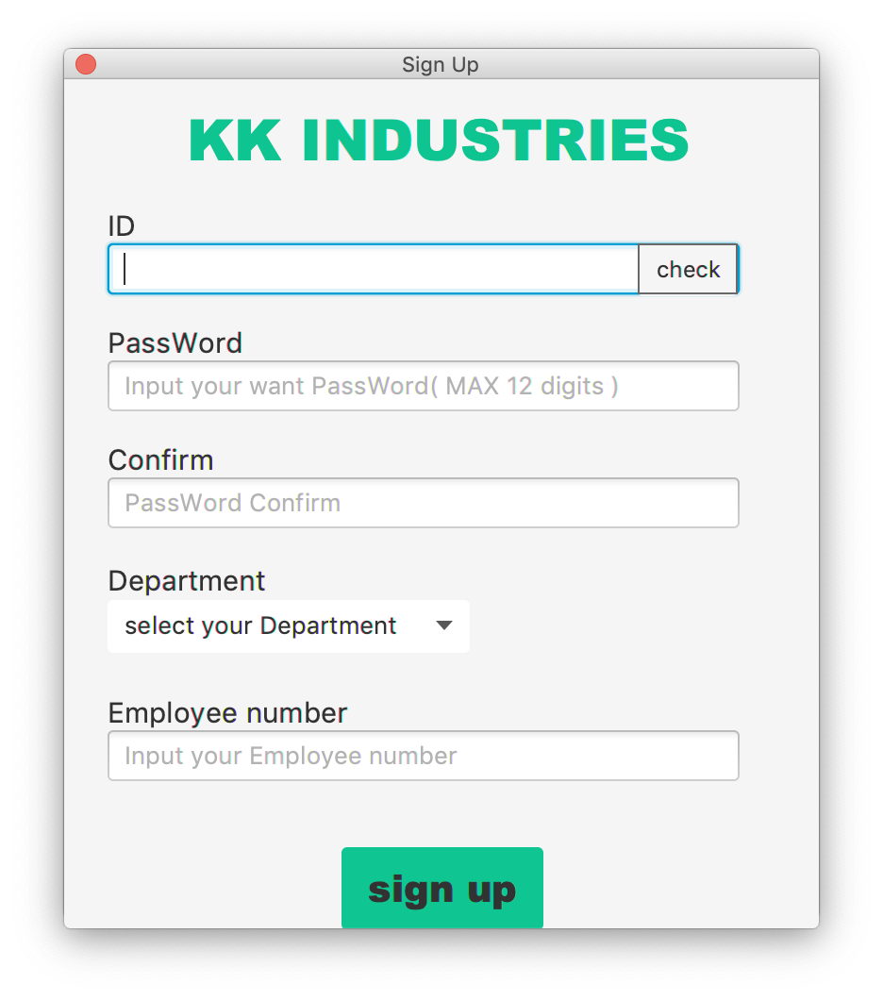 Sign Up
KK INDUSTRIES
ID
check
PassWord
Input your want PassWord( MAX 12 digits )
Confirm
PassWord Confirm
Department
select your Department
Employee number
Input your Employee number
sign up